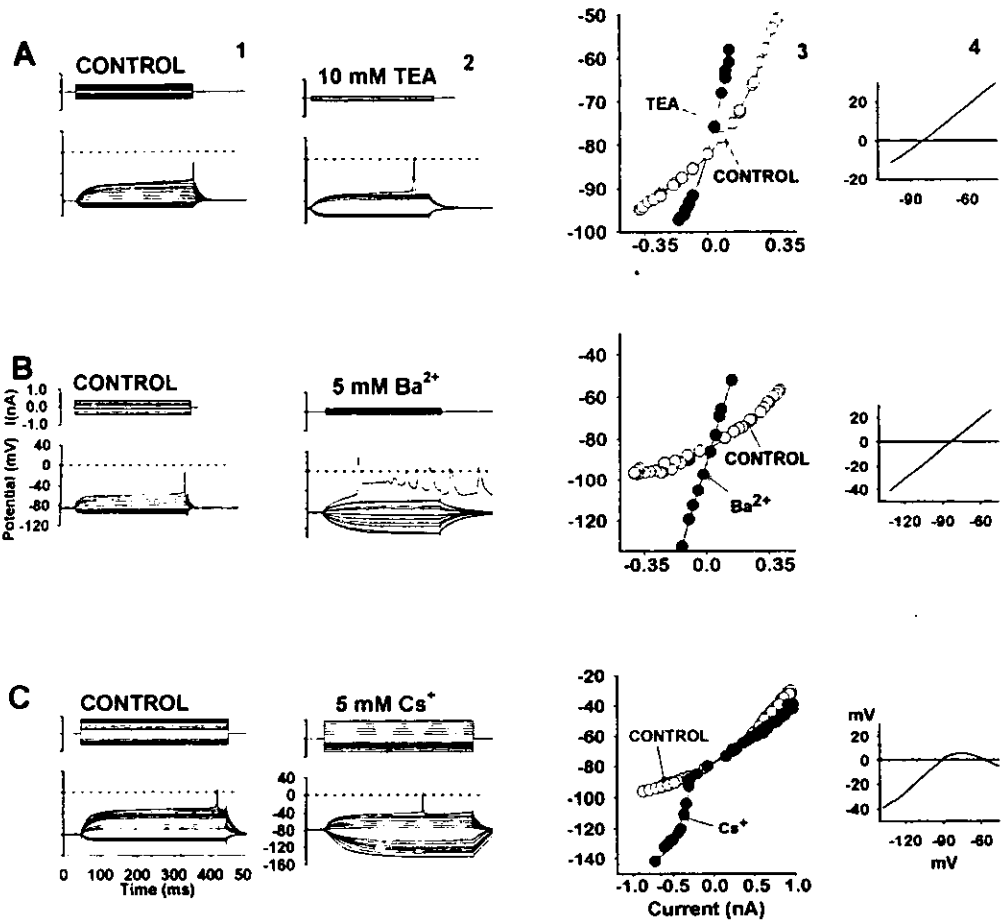 A
1
CONTROL
2
10 mM TEA
3
-50
-60
-70
-80
-90
-100
TEA
CONTROL
-0.35 0.0 0.35
4
20
0
-20
-90 -60
B
CONTROL
I(nA)
1.0
0.0
-1.0
Potential (mV)
40
0
-40
-80
-120
5 mM Ba2+
-40
-60
-80
-100
-120
CONTROL
Ba2+
-0.35 0.0 0.35
20
0
-20
-40
-120 -90 -60
C
CONTROL
0 100 200 300 400 50
Time (ms)
5 mM Cs+
40
0
-40
-80
-120
-160
-20
-40
-60
-80
-100
-120
-140
CONTROL
Cs+
-1.0 -0.5 0.0 0.5 1.0
Current (nA)
mV
20
0
-20
-40
-120 -90 -60
mV